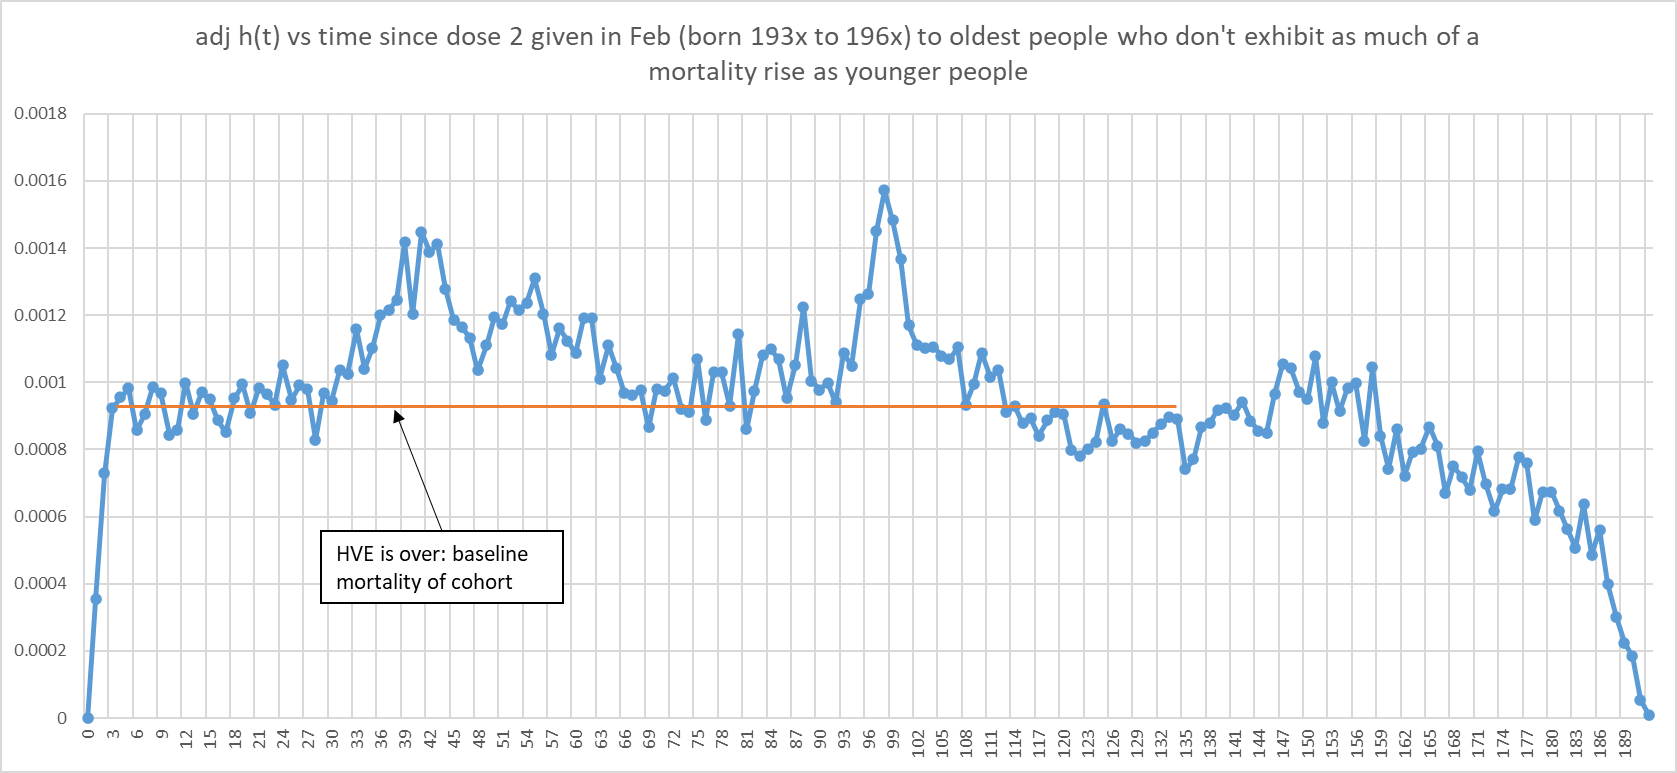 adj h(t) vs time since dose 2 given in Feb (born 193x to 196x) to oldest people who don't exhibit as much of a
mortality rise as younger people
0.0018
0.0016
0.0014
0.0012
0.001
0.0008
0.0006
0.0004
0.0002
0
HVE is over: baseline
mortality of cohort
0 3 6 9 12 15 18 21 24 27 30 33 36 39 42 45 48 51 54 57 60 63 66 69 72 75 78 81 84 87 90 93 96 99 102 105 108 111 114 117 120 123 126 129 132 135 138 141 144 147 150 153 156 159 162 165 168 171 174 177 180 183 186 189